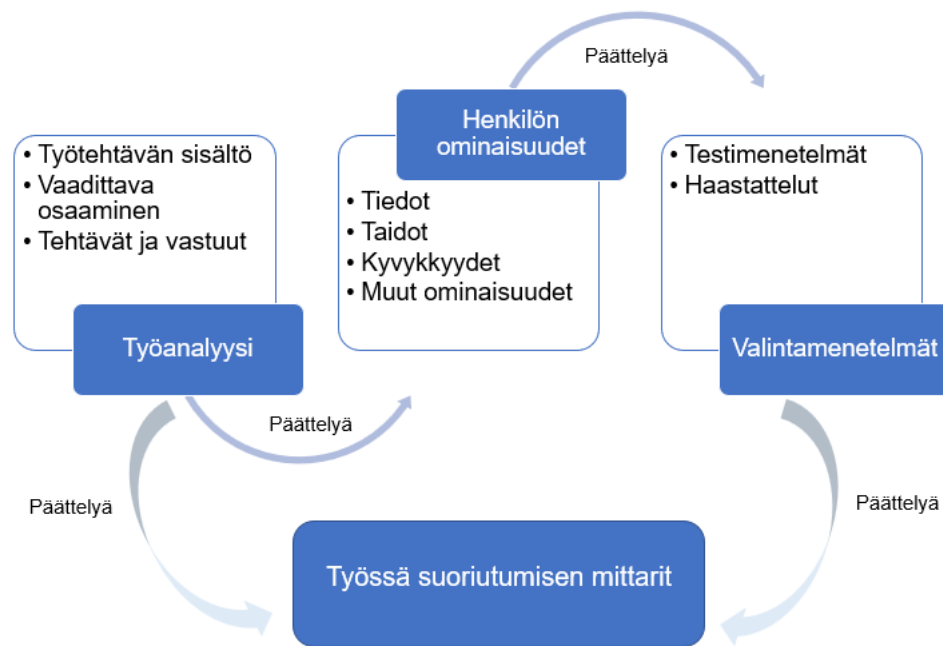 Päättelyä
Henkilön
ominaisuudet
• Työtehtävän sisältö
• Vaadittava
osaaminen
• Tehtävät ja vastuut
Työanalyysi
• Tiedot
• Taidot
• Kyvykkyydet
• Muut ominaisuudet
• Testimenetelmät
• Haastattelut
Valintamenetelmät
Päättelyä
Päättelyä
Päättelyä
Työssä suoriutumisen mittarit